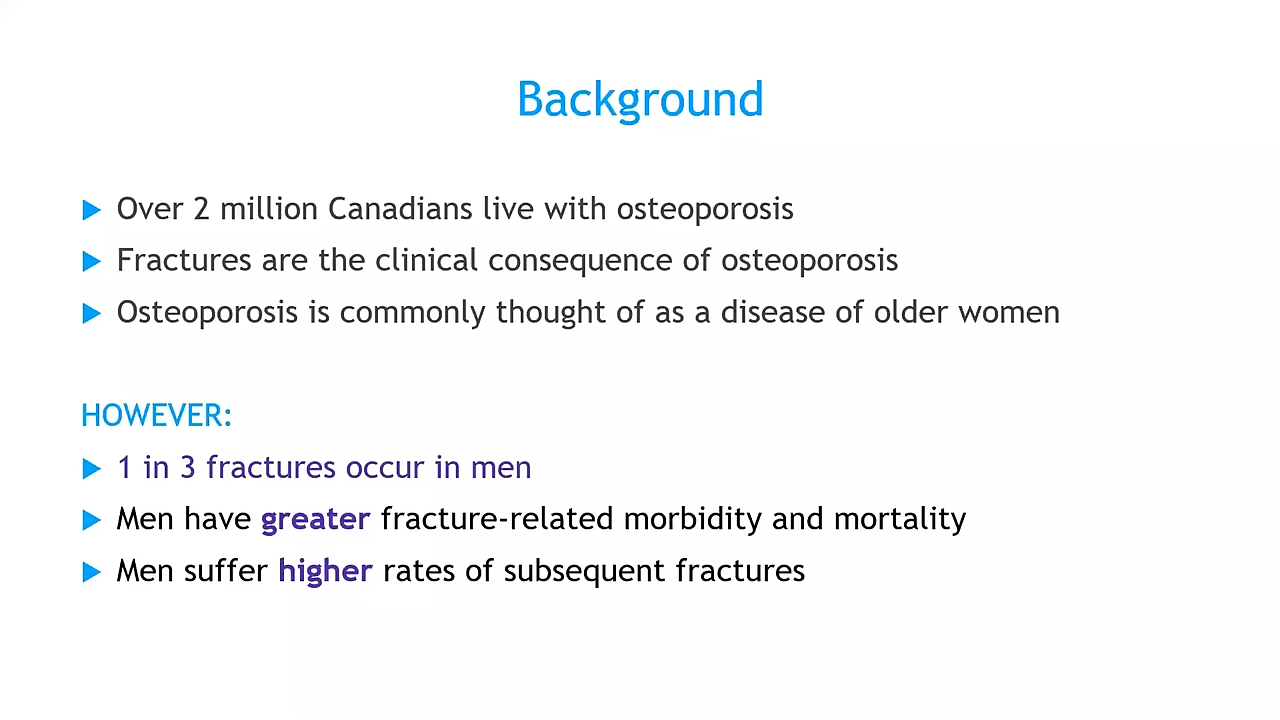 Background
Over 2 million Canadians live with osteoporosis
Fractures are the clinical consequence of osteoporosis
Osteoporosis is commonly thought of as a disease of older women
HOWEVER:
1 in 3 fractures occur in men
Men have greater fracture-related morbidity and mortality
Men suffer higher rates of subsequent fractures